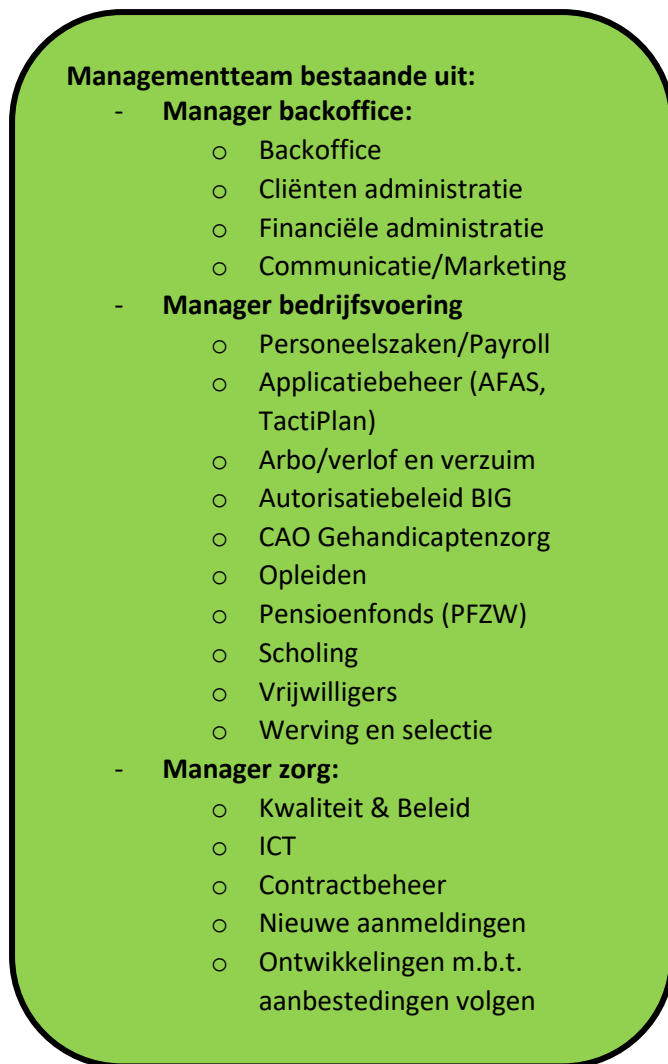 Managementteam bestaande uit:
- Manager backoffice:
o Backoffice
o Cliënten administratie
o Financiële administratie
o Communicatie/Marketing
- Manager bedrijfsvoering
o Personeelszaken/Payroll
o Applicatiebeheer (AFAS,
TactiPlan)
o Arbo/verlof en verzuim
o Autorisatiebeleid BIG
o CAO Gehandicaptenzorg
o Opleiden
o Pensioenfonds (PFZW)
o Scholing
o Vrijwilligers
o Werving en selectie
- Manager zorg:
o Kwaliteit & Beleid
o ICT
o Contractbeheer
o Nieuwe aanmeldingen
o Ontwikkelingen m.b.t.
aanbestedingen volgen